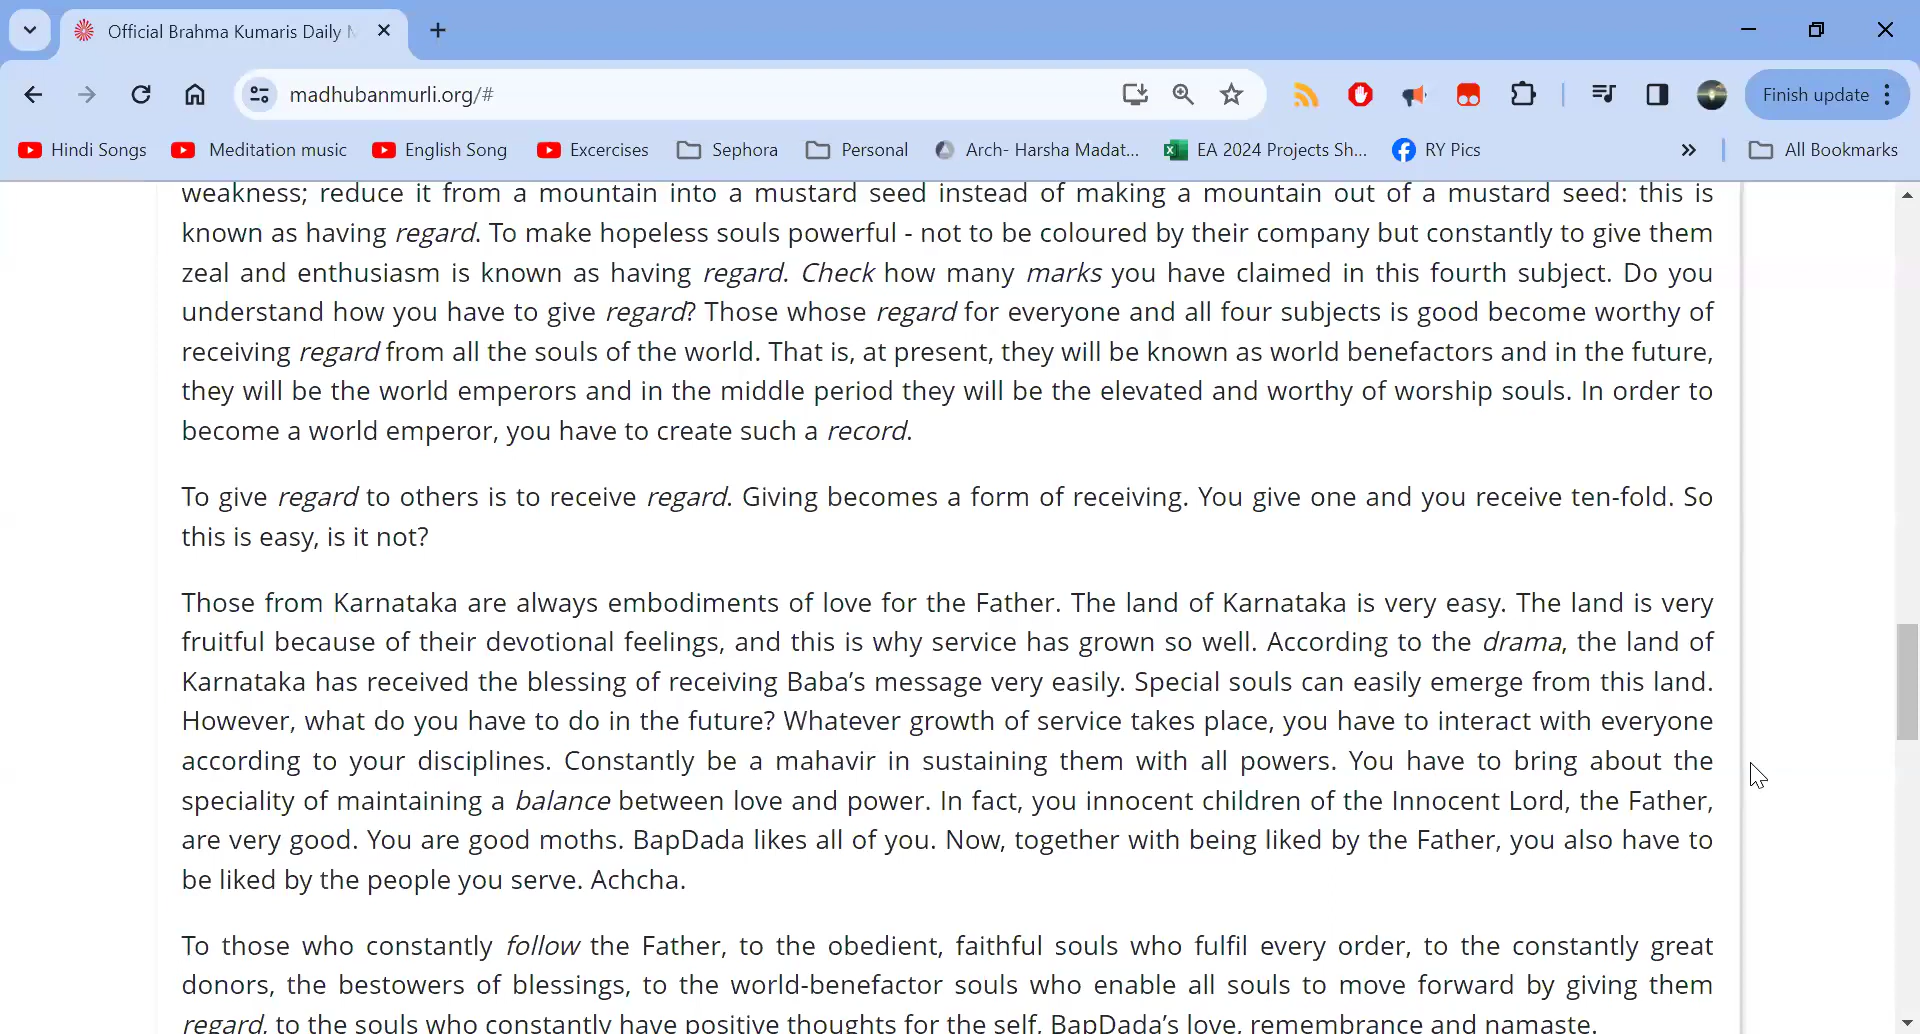 Official Brahma Kumaris Daily
madhubanmurli.org/#
Finish update
Hindi Songs
Meditation music
English Song
Excercises
Sephora
Personal
Arch- Harsha Madat...
EA 2024 Projects Sh...
RY Pics
All Bookmarks
weakness; reduce it from a mountain into a mustard seed instead of making a mountain out of a mustard seed: this is
known as having regard. To make hopeless souls powerful - not to be coloured by their company but constantly to give them
zeal and enthusiasm is known as having regard. Check how many marks you have claimed in this fourth subject. Do you
understand how you have to give regard? Those whose regard for everyone and all four subjects is good become worthy of
receiving regard from all the souls of the world. That is, at present, they will be known as world benefactors and in the future,
they will be the world emperors and in the middle period they will be the elevated and worthy of worship souls. In order to
become a world emperor, you have to create such a record.
To give regard to others is to receive regard. Giving becomes a form of receiving. You give one and you receive ten-fold. So
this is easy, is it not?
Those from Karnataka are always embodiments of love for the Father. The land of Karnataka is very easy. The land is very
fruitful because of their devotional feelings, and this is why service has grown so well. According to the drama, the land of
Karnataka has received the blessing of receiving Baba’s message very easily. Special souls can easily emerge from this land.
However, what do you have to do in the future? Whatever growth of service takes place, you have to interact with everyone
according to your disciplines. Constantly be a mahavir in sustaining them with all powers. You have to bring about the
speciality of maintaining a balance between love and power. In fact, you innocent children of the Innocent Lord, the Father,
are very good. You are good moths. BapDada likes all of you. Now, together with being liked by the Father, you also have to
be liked by the people you serve. Achcha.
To those who constantly follow the Father, to the obedient, faithful souls who fulfil every order, to the constantly great
donors, the bestowers of blessings, to the world-benefactor souls who enable all souls to move forward by giving them
regard, to the souls who constantly have positive thoughts for the self, BapDada’s love, remembrance and namaste.